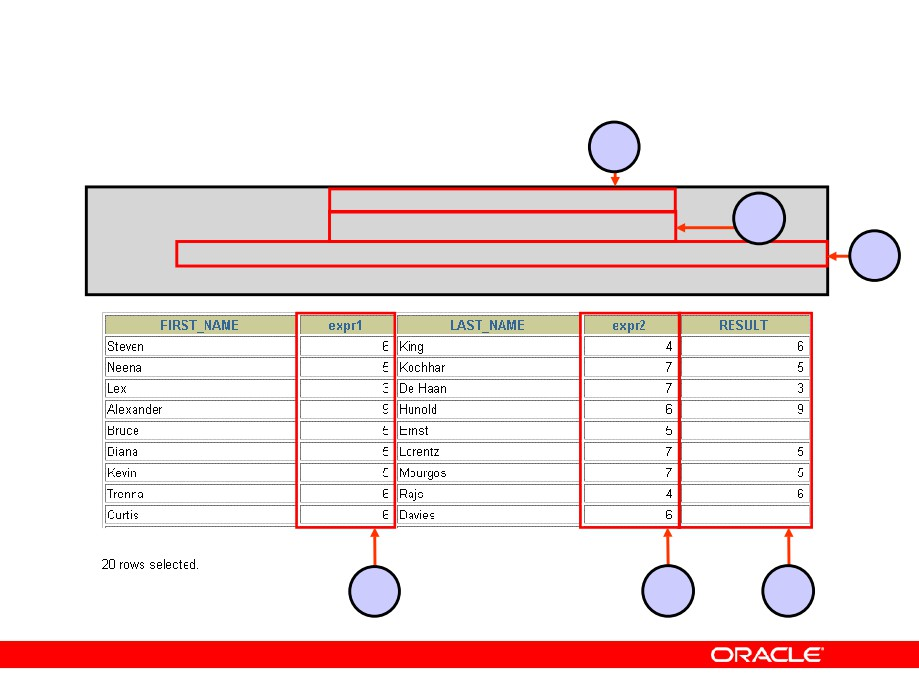 FIRST_NAME expr1 LAST_NAME expr2 RESULT
Steven 6 King 4 6
Neena 5 Kochhar 7 5
Lex 3 De Haan 7 3
Alexander 9 Hunold 6 9
Bruce 5 Ernst 5
Diana 5 Lorentz 7 5
Kevin 5 Mourgos 7 5
Trenna 6 Rajs 4 6
Curtis 6 Davies 6
20 rows selected.
ORACLE